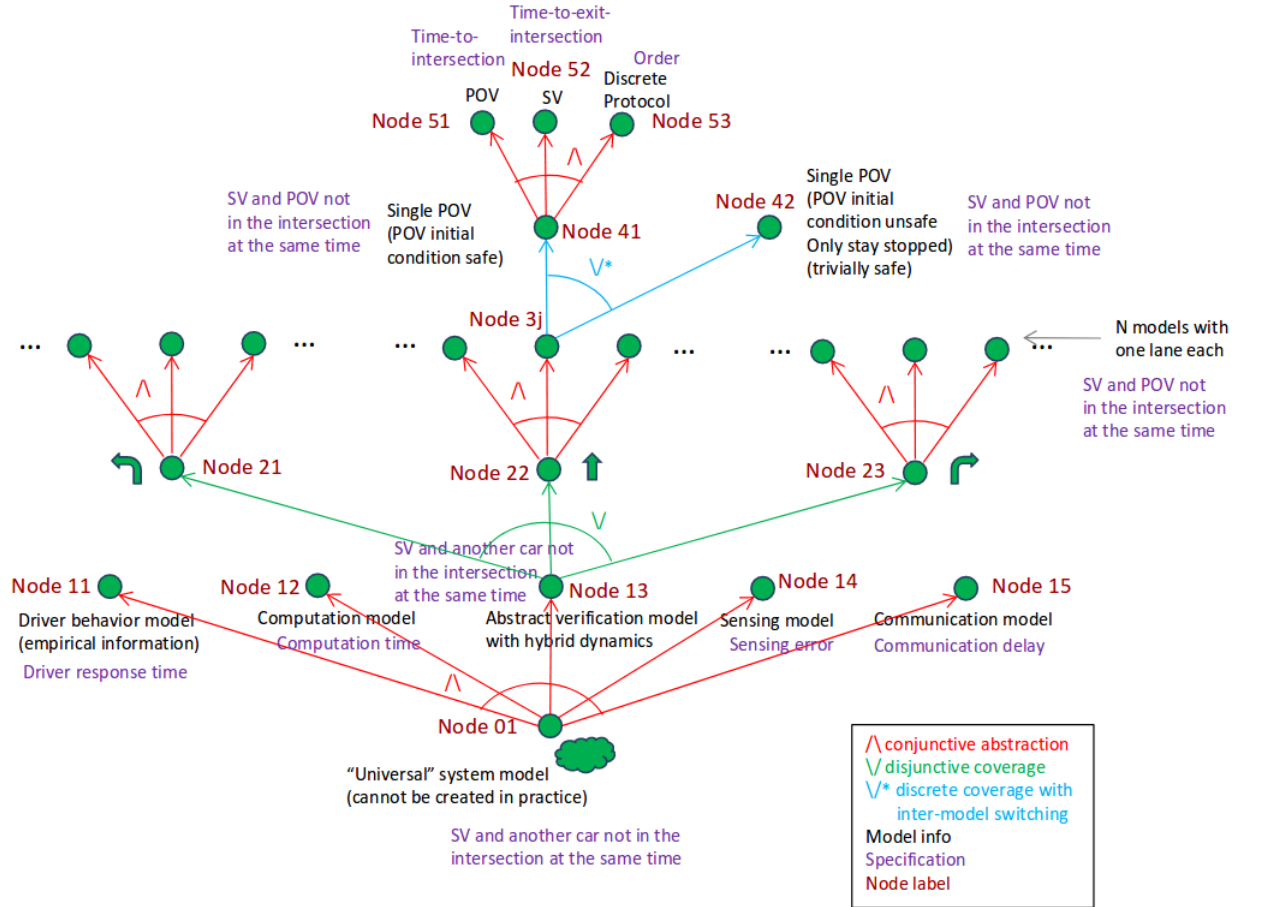 Time-to-exit-
intersection
Time-to-
intersection
Node 52
Order
POV
SV
Discrete
Protocol
Node 51
Node 53
/\
SV and POV not
in the intersection
at the same time
Single POV
(POV initial
condition safe)
Node 41
Node 42
Single POV
(POV initial
condition unsafe
Only stay stopped)
(trivially safe)
SV and POV not
in the intersection
at the same time
\/*
Node 3j
... ... ... ... ... ...
N models with
one lane each
/\ /\ /\
SV and POV not
in the intersection
at the same time
Node 21
Node 22
Node 23
\/
SV and another car not
in the intersection
at the same time
Node 11
Driver behavior model
(empirical information)
Driver response time
Node 12
Computation model
Computation time
Node 13
Abstract verification model
with hybrid dynamics
Node 14
Sensing model
Sensing error
Node 15
Communication model
Communication delay
/\
Node 01
“Universal” system model
(cannot be created in practice)
SV and another car not in the
intersection at the same time
/\ conjunctive abstraction
\/ disjunctive coverage
\/* discrete coverage with
inter-model switching
Model info
Specification
Node label